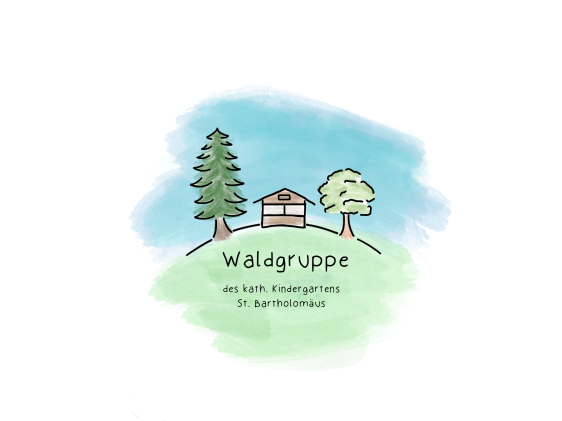 Waldgruppe
des kath. Kindergartens
St. Bartholomäus